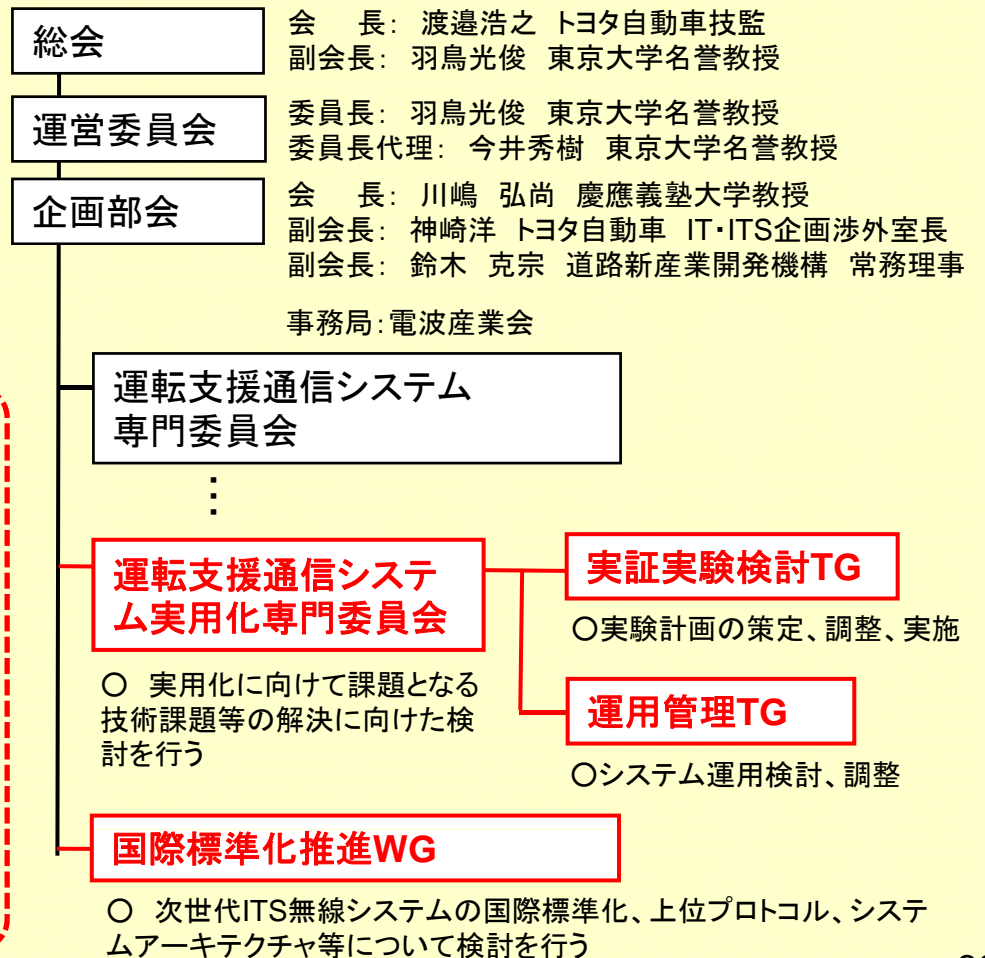 総会
会　長： 渡邉浩之 トヨタ自動車技監
副会長： 羽鳥光俊 東京大学名誉教授
運営委員会
委員長： 羽鳥光俊 東京大学名誉教授
委員長代理： 今井秀樹 東京大学名誉教授
企画部会
会　長： 川嶋 弘尚 慶應義塾大学教授
副会長： 神崎洋 トヨタ自動車 IT・ITS企画渉外室長
副会長： 鈴木 克宗 道路新産業開発機構 常務理事
事務局：電波産業会
運転支援通信システム
専門委員会
⋮
運転支援通信システ
ム実用化専門委員会
〇 実用化に向けて課題となる
技術課題等の解決に向けた検
討を行う
実証実験検討TG
〇実験計画の策定、調整、実施
運用管理TG
〇システム運用検討、調整
国際標準化推進WG
〇 次世代ITS無線システムの国際標準化、上位プロトコル、システ
ムアーキテクチャ等について検討を行う